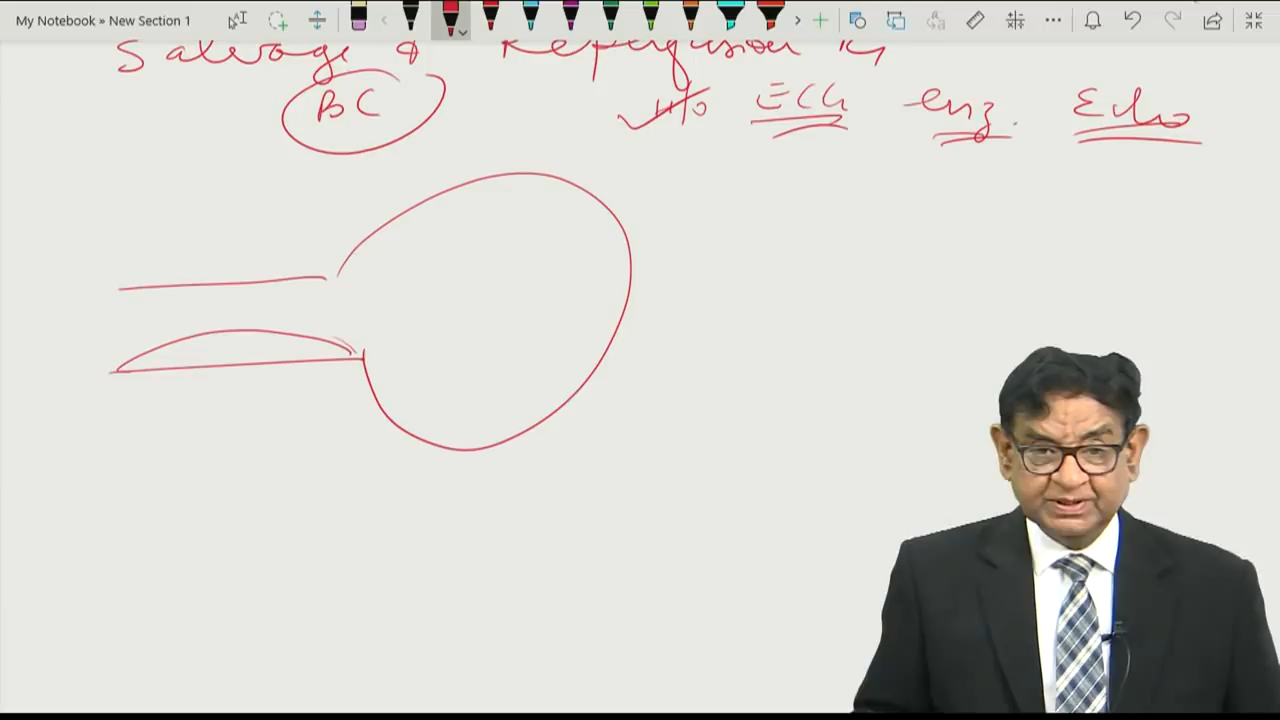 My Notebook » New Section 1
Salvage & Reperfusion
BC H/o ECG enz. Echo